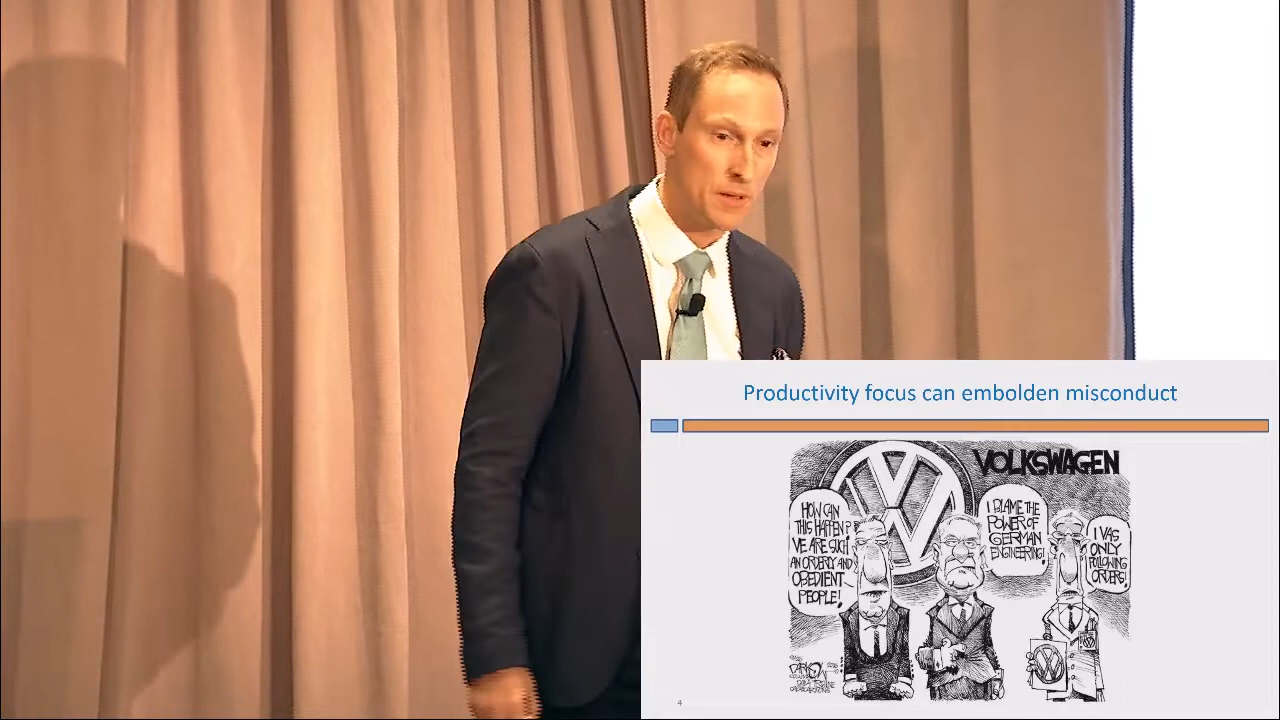 Productivity focus can embolden misconduct
VOLKSWAGEN
HOW CAN
THIS HAPPEN?
VE ARE SUCH
AN ORDERLY AND
OBEDIENT
PEOPLE!
I BLAME THE
POWER OF
GERMAN
ENGINEERING!
I VAS
ONLY
FOLLOWING
ORDERS!
4